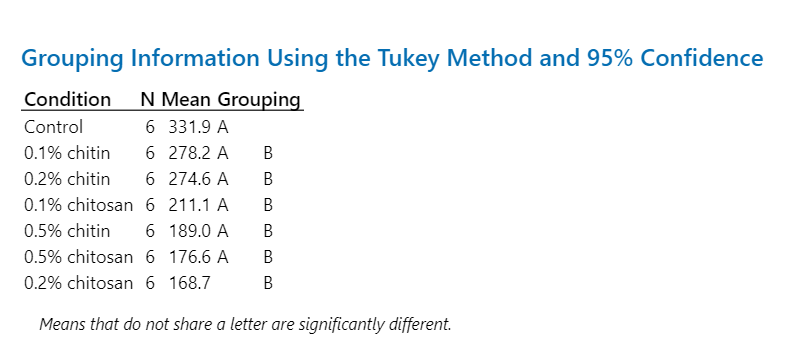 Grouping Information Using the Tukey Method and 95% Confidence
Condition N Mean Grouping
Control 6 331.9 A
0.1% chitin 6 278.2 A B
0.2% chitin 6 274.6 A B
0.1% chitosan 6 211.1 A B
0.5% chitin 6 189.0 A B
0.5% chitosan 6 176.6 A B
0.2% chitosan 6 168.7 B
Means that do not share a letter are significantly different.